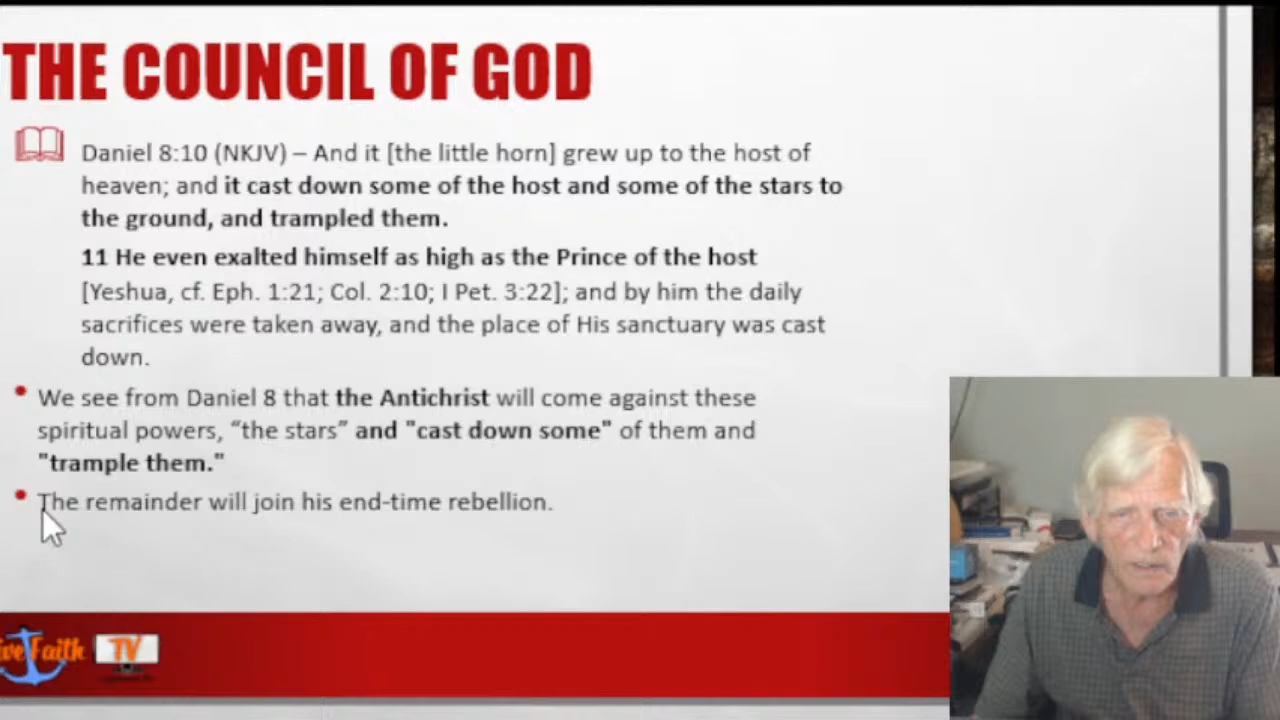 THE COUNCIL OF GOD
Daniel 8:10 (NKJV) – And it [the little horn] grew up to the host of
heaven; and it cast down some of the host and some of the stars to
the ground, and trampled them.
11 He even exalted himself as high as the Prince of the host
[Yeshua, cf. Eph. 1:21; Col. 2:10; I Pet. 3:22]; and by him the daily
sacrifices were taken away, and the place of His sanctuary was cast
down.
• We see from Daniel 8 that the Antichrist will come against these
spiritual powers, “the stars” and "cast down some" of them and
"trample them."
• The remainder will join his end-time rebellion.
Faith TV